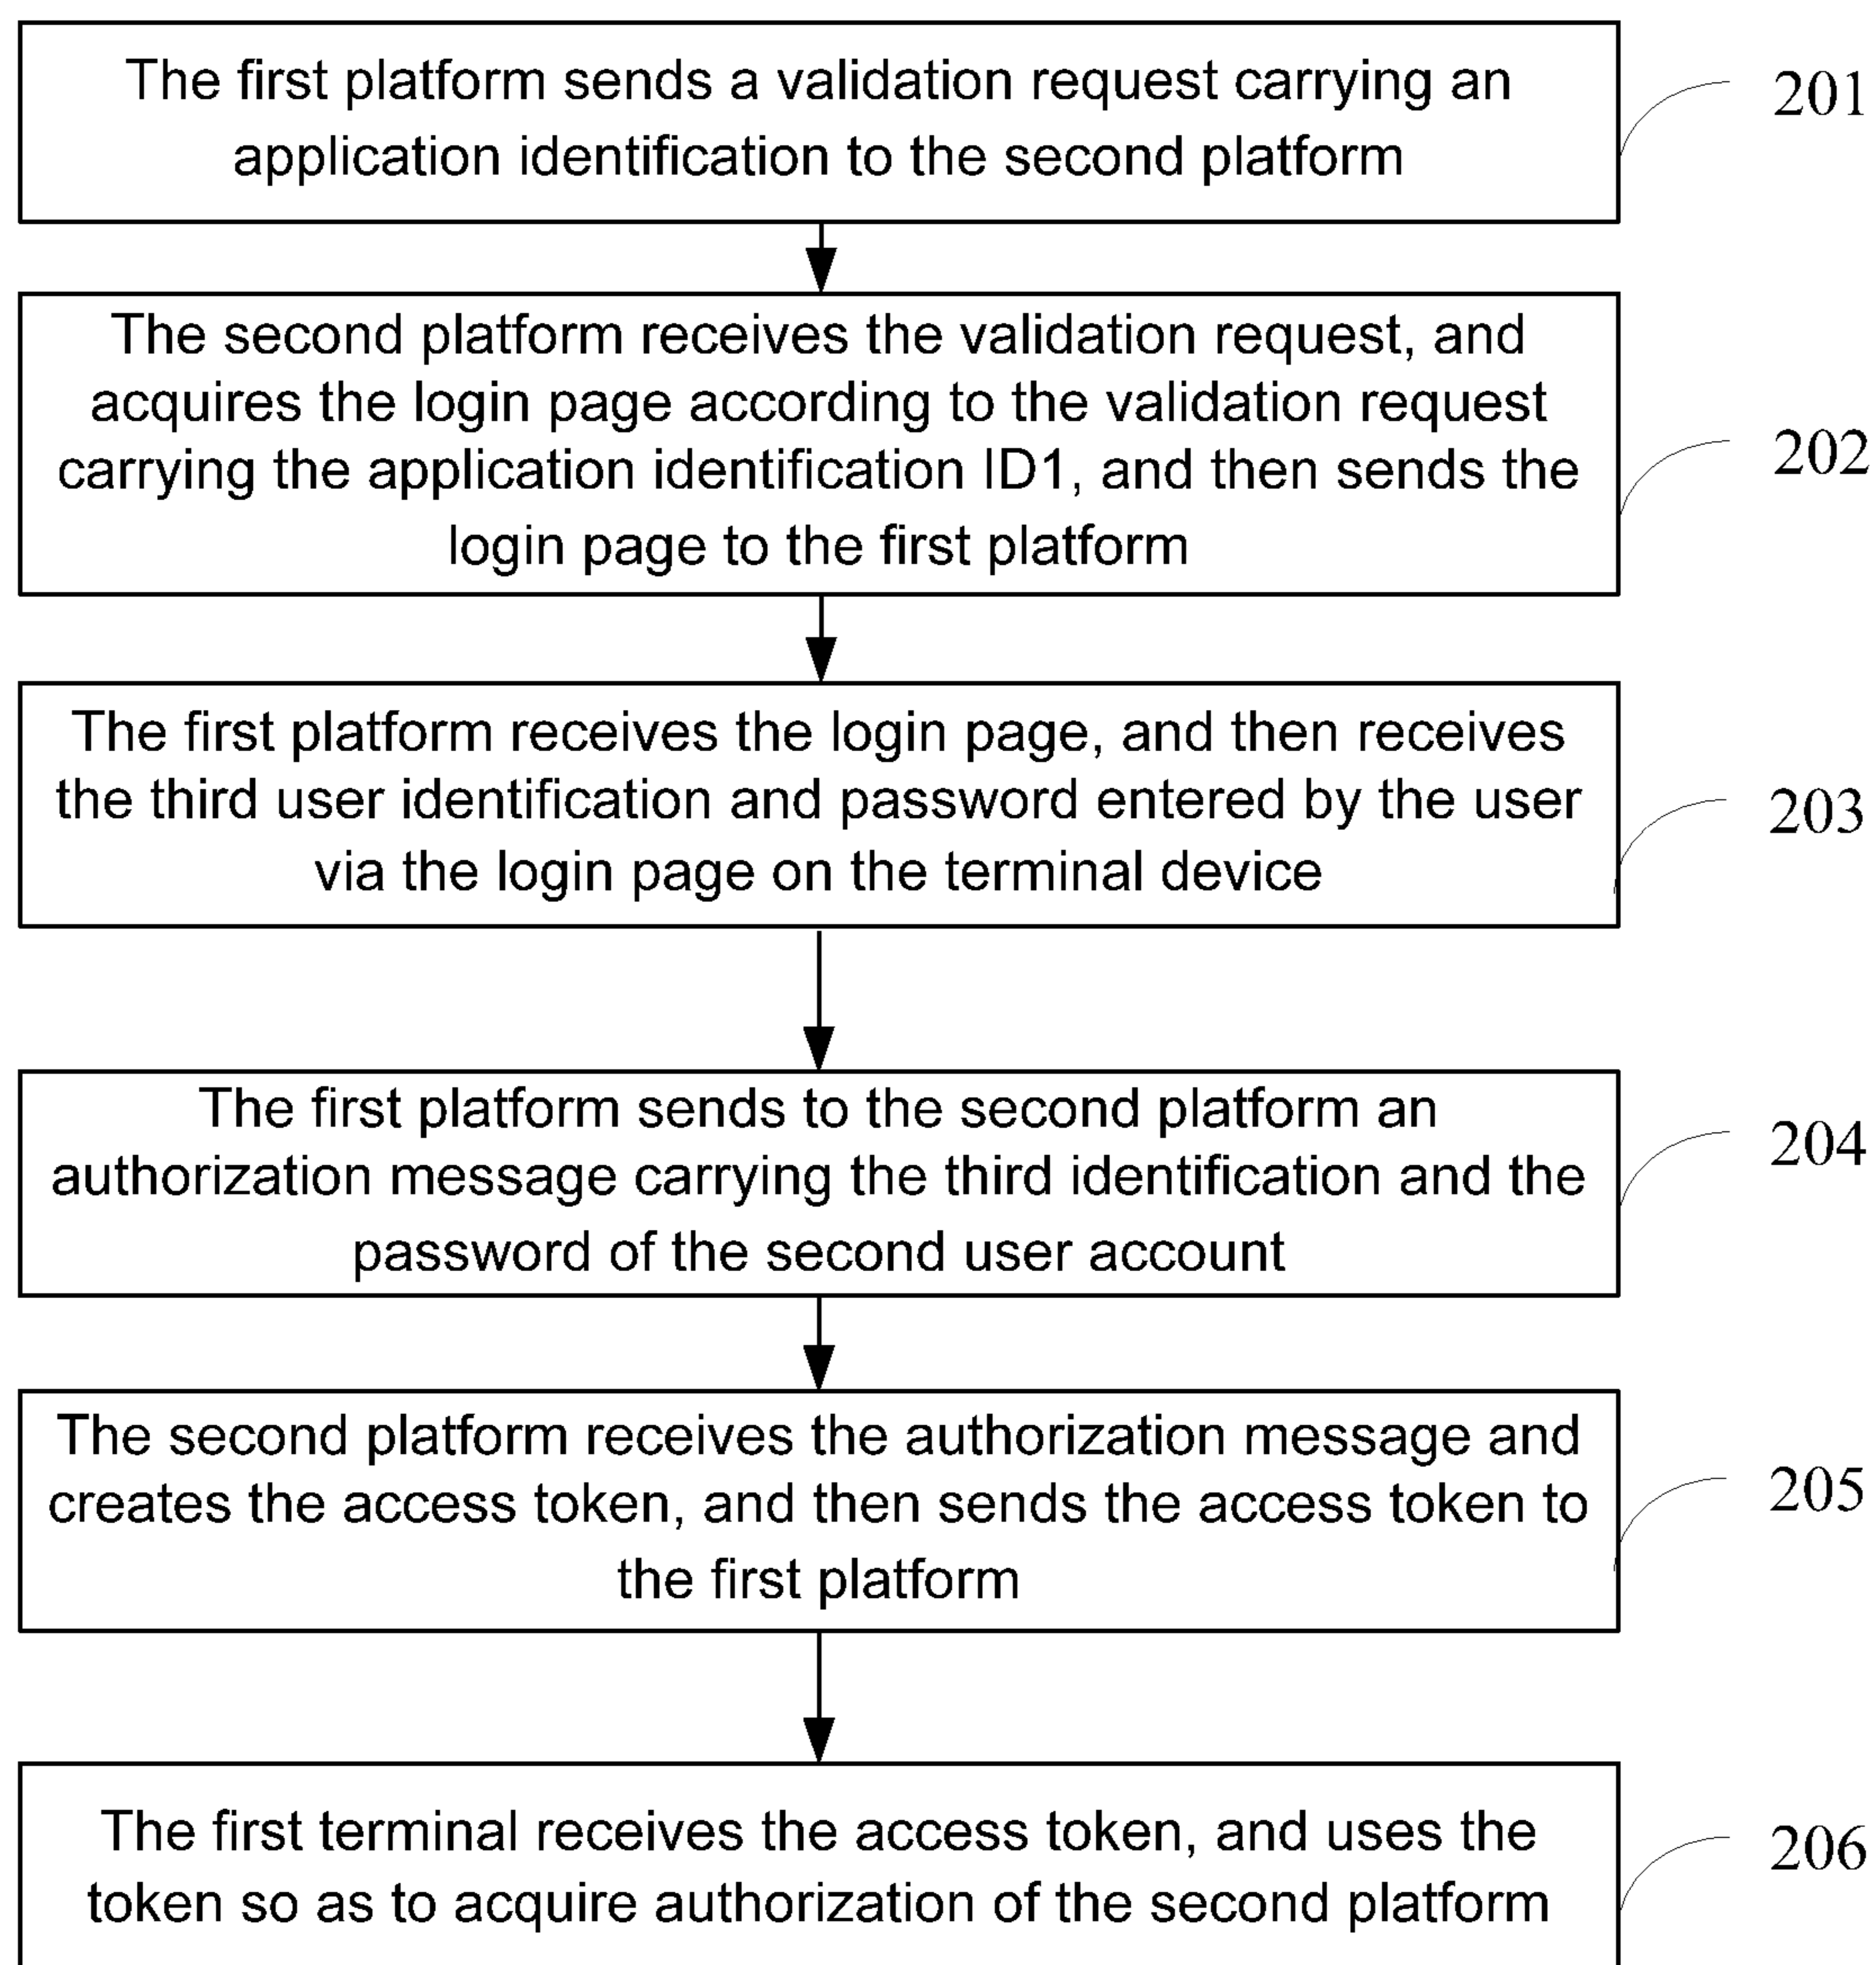 The first platform sends a validation request carrying an
application identification to the second platform
201
The second platform receives the validation request, and
acquires the login page according to the validation request
carrying the application identification ID1, and then sends the
login page to the first platform
202
The first platform receives the login page, and then receives
the third user identification and password entered by the user
via the login page on the terminal device
203
The first platform sends to the second platform an
authorization message carrying the third identification and the
password of the second user account
204
The second platform receives the authorization message and
creates the access token, and then sends the access token to
the first platform
205
The first terminal receives the access token, and uses the
token so as to acquire authorization of the second platform
206